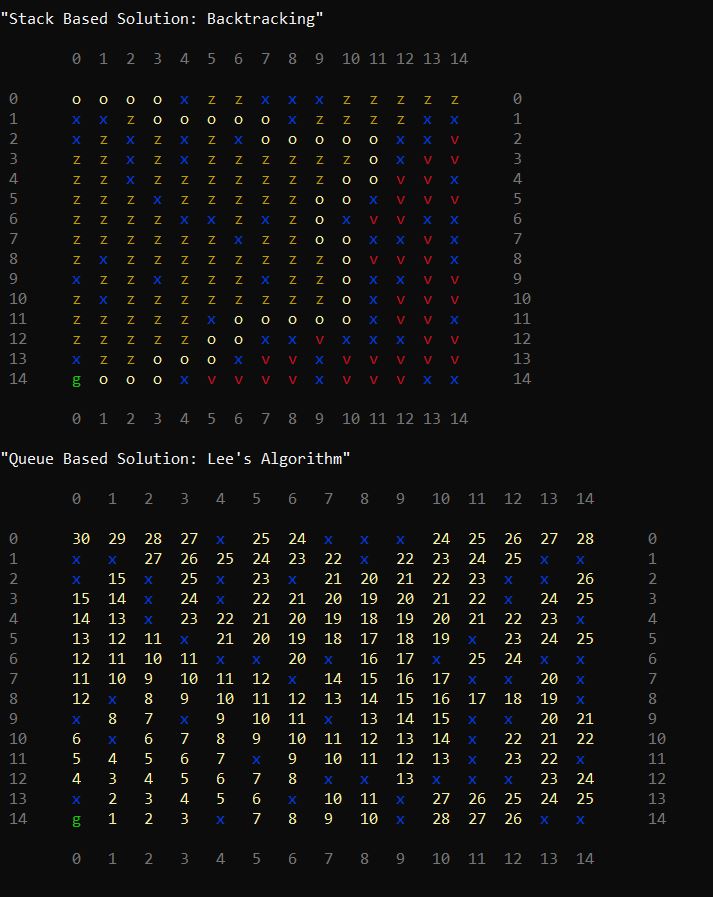 "Stack Based Solution: Backtracking"
0 1 2 3 4 5 6 7 8 9 10 11 12 13 14
0 o o o o x z z x x x z z z z z 0
1 x x z o o o o o x z z z z x x 1
2 x z x z x z x o o o o o x x v 2
3 z z x z x z z z z z z o x v v 3
4 z z x z z z z z z z o o v v x 4
5 z z z x z z z z z o o x v v v 5
6 z z z z x x z x z o x v v x x 6
7 z z z z z z x z z o o x x v x 7
8 z x z z z z z z z z o v v v x 8
9 x z z x z z z x z z o x x v v 9
10 z x z z z z z z z z o x v v v 10
11 z z z z z x o o o o o x v v x 11
12 z z z z z o o x x v x x x v v 12
13 x z z o o o x v v x v v v v v 13
14 g o o o x v v v v x v v v x x 14
0 1 2 3 4 5 6 7 8 9 10 11 12 13 14
"Queue Based Solution: Lee's Algorithm"
0 1 2 3 4 5 6 7 8 9 10 11 12 13 14
0 30 29 28 27 x 25 24 x x x 24 25 26 27 28 0
1 x x 27 26 25 24 23 22 x 22 23 24 25 x x 1
2 x 15 x 25 x 23 x 21 20 21 22 23 x x 26 2
3 15 14 x 24 x 22 21 20 19 20 21 22 x 24 25 3
4 14 13 x 23 22 21 20 19 18 19 20 21 22 23 x 4
5 13 12 11 x 21 20 19 18 17 18 19 x 23 24 25 5
6 12 11 10 11 x x 20 x 16 17 x 25 24 x x 6
7 11 10 9 10 11 12 x 14 15 16 17 x x 20 x 7
8 12 x 8 9 10 11 12 13 14 15 16 17 18 19 x 8
9 x 8 7 x 9 10 11 x 13 14 15 x x 20 21 9
10 6 x 6 7 8 9 10 11 12 13 14 x 22 21 22 10
11 5 4 5 6 7 x 9 10 11 12 13 x 23 22 x 11
12 4 3 4 5 6 7 8 x x 13 x x x 23 24 12
13 x 2 3 4 5 6 x 10 11 x 27 26 25 24 25 13
14 g 1 2 3 x 7 8 9 10 x 28 27 26 x x 14
0 1 2 3 4 5 6 7 8 9 10 11 12 13 14